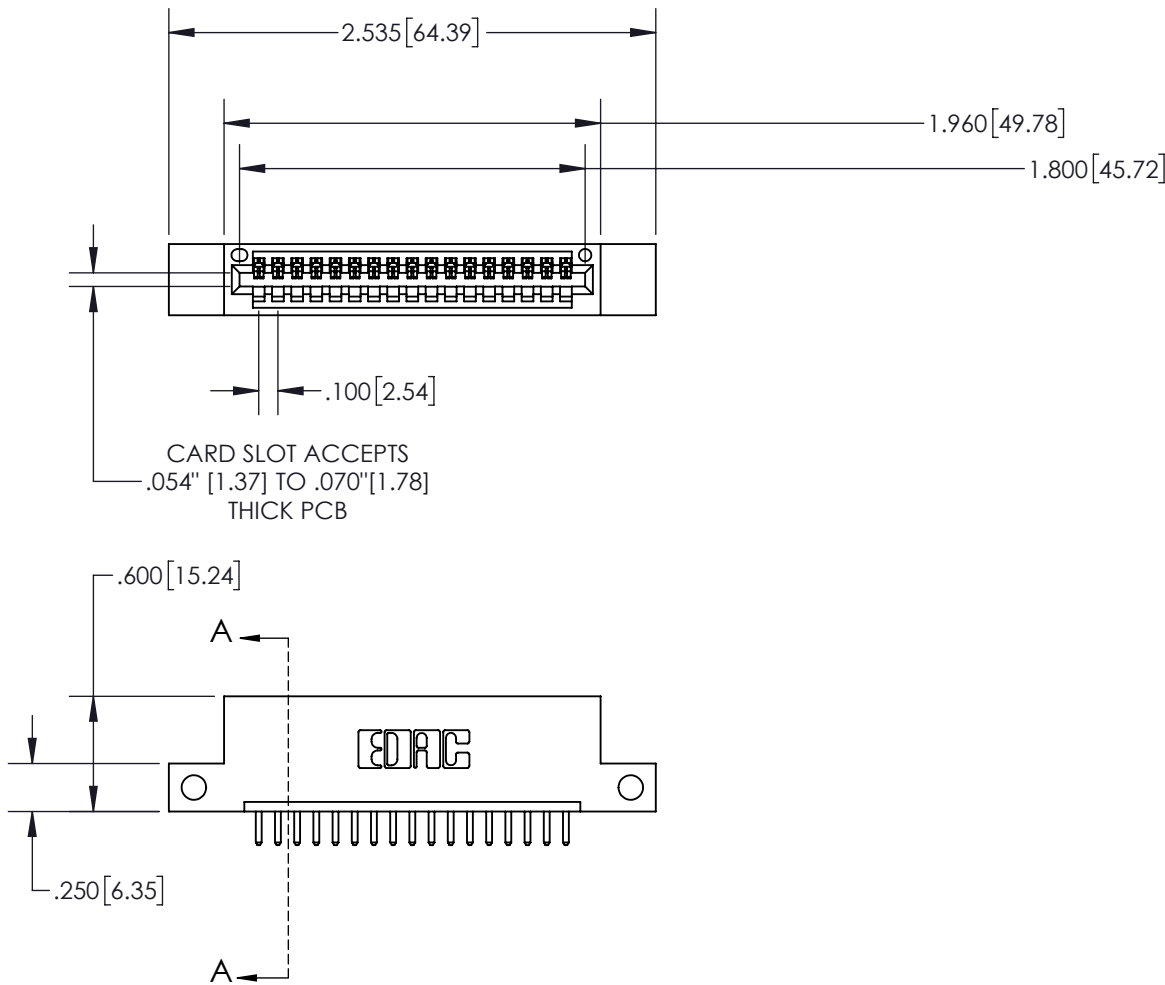 2.535[64.39]
1.960[49.78]
1.800[45.72]
.100[2.54]
CARD SLOT ACCEPTS
.054" [1.37] TO .070"[1.78]
THICK PCB
.600[15.24]
A
EDAC
.250[6.35]
A